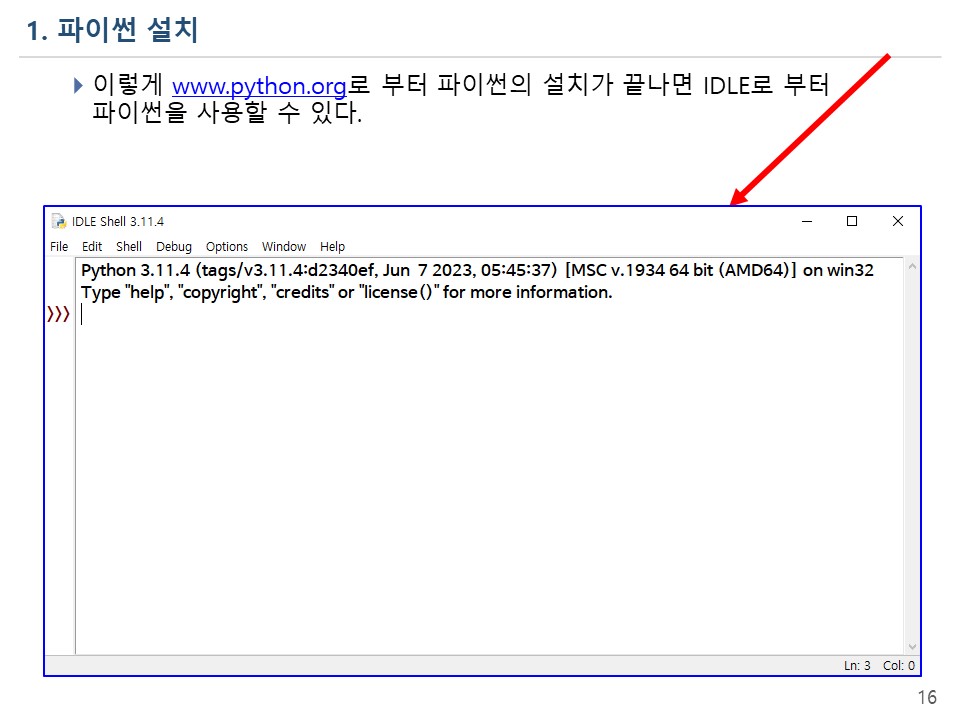 1. 파이썬 설치
이렇게 www.python.org로 부터 파이썬의 설치가 끝나면 IDLE로 부터
파이썬을 사용할 수 있다.
IDLE Shell 3.11.4
File Edit Shell Debug Options Window Help
Python 3.11.4 (tags/v3.11.4:d2340ef, Jun  7 2023, 05:45:37) [MSC v.1934 64 bit (AMD64)] on win32
Type "help", "copyright", "credits" or "license()" for more information.
>>>
Ln: 3 Col: 0
16